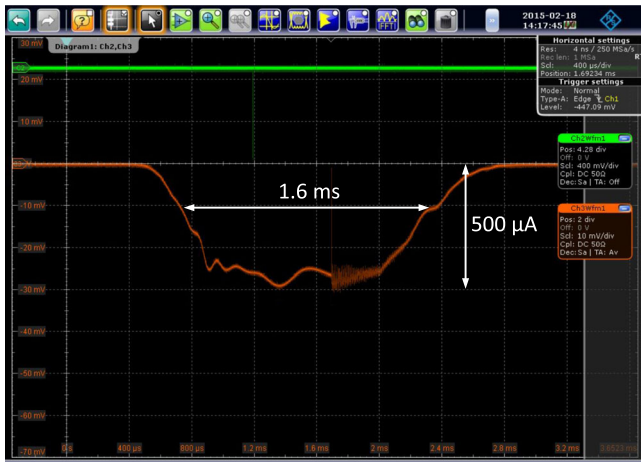 2015-02-18
14:17:45
Diagram1: Ch2,Ch3
FFT
Horizontal settings
Res: 4 ns / 250 MSa/s
Rec len: 1 MSa
Scl: 400 µs/div
Position: 1.69234 ms
Trigger settings
Mode: Normal
Type-A: Edge Ch1
Level: -447.09 mV
30 mV
20 mV
10 mV
-10 mV
-20 mV
-30 mV
-40 mV
-50 mV
-60 mV
-70 mV
Ch2Wfm1
Pos: 4.28 div
Off: 0 V
Scl: 400 mV/div
Cpl: DC 50Ω
Dec: Sa | TA: Off
Ch3Wfm1
Pos: 2 div
Off: 0 V
Scl: 10 mV/div
Cpl: DC 50Ω
Dec: Sa | TA: Av
1.6 ms
500 µA
0 s 400 µs 800 µs 1.2 ms 1.6 ms 2 ms 2.4 ms 2.8 ms 3.2 ms